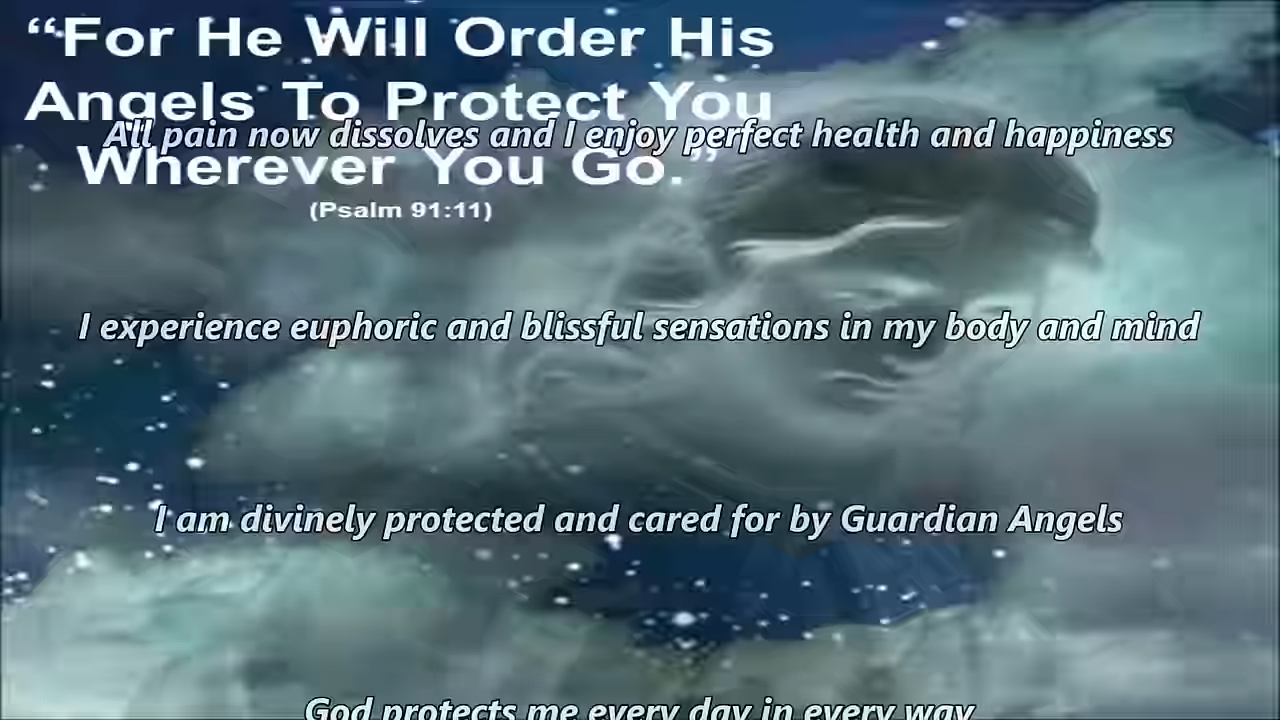 “For He Will Order His
Angels To Protect You
All pain now dissolves and I enjoy perfect health and happiness
Wherever You Go.”
(Psalm 91:11)
I experience euphoric and blissful sensations in my body and mind
I am divinely protected and cared for by Guardian Angels
God protects me every day in every way